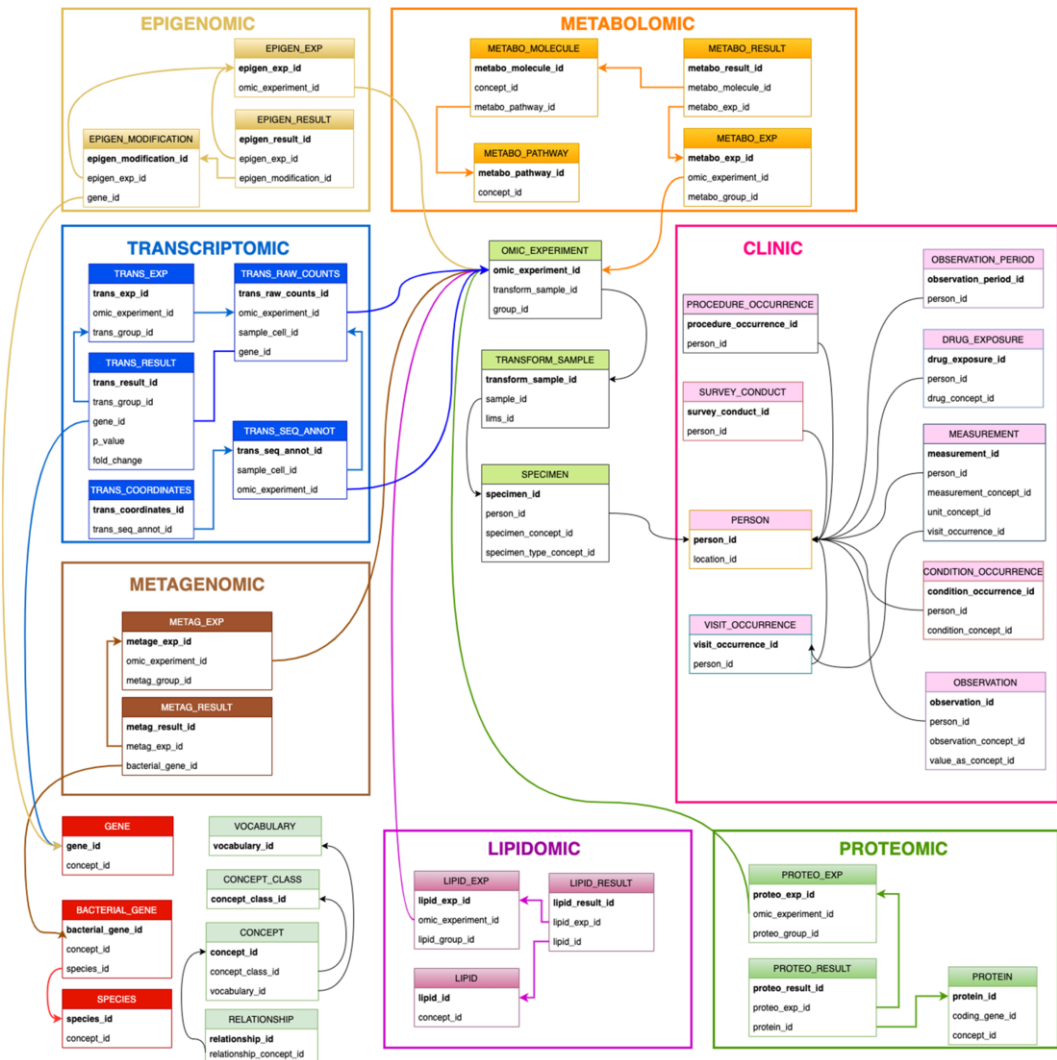 EPIGENOMIC
EPIGEN_EXP
epigen_exp_id
omic_experiment_id
EPIGEN_RESULT
epigen_result_id
epigen_exp_id
epigen_modification_id
EPIGEN_MODIFICATION
epigen_modification_id
epigen_exp_id
gene_id
METABOLOMIC
METABO_MOLECULE
metabo_molecule_id
concept_id
metabo_pathway_id
METABO_RESULT
metabo_result_id
metabo_molecule_id
metabo_exp_id
METABO_PATHWAY
metabo_pathway_id
concept_id
METABO_EXP
metabo_exp_id
omic_experiment_id
metabo_group_id
TRANSCRIPTOMIC
TRANS_EXP
trans_exp_id
omic_experiment_id
trans_group_id
TRANS_RAW_COUNTS
trans_raw_counts_id
omic_experiment_id
sample_cell_id
gene_id
TRANS_RESULT
trans_result_id
trans_group_id
gene_id
p_value
fold_change
TRANS_SEQ_ANNOT
trans_seq_annot_id
sample_cell_id
omic_experiment_id
TRANS_COORDINATES
trans_coordinates_id
trans_seq_annot_id
OMIC_EXPERIMENT
omic_experiment_id
transform_sample_id
group_id
TRANSFORM_SAMPLE
transform_sample_id
sample_id
lims_id
SPECIMEN
specimen_id
person_id
specimen_concept_id
specimen_type_concept_id
CLINIC
PROCEDURE_OCCURRENCE
procedure_occurrence_id
person_id
SURVEY_CONDUCT
survey_conduct_id
person_id
PERSON
person_id
location_id
VISIT_OCCURRENCE
visit_occurrence_id
person_id
OBSERVATION_PERIOD
observation_period_id
person_id
DRUG_EXPOSURE
drug_exposure_id
person_id
drug_concept_id
MEASUREMENT
measurement_id
person_id
measurement_concept_id
unit_concept_id
visit_occurrence_id
CONDITION_OCCURRENCE
condition_occurrence_id
person_id
condition_concept_id
OBSERVATION
observation_id
person_id
observation_concept_id
value_as_concept_id
METAGENOMIC
METAG_EXP
metage_exp_id
omic_experiment_id
metag_group_id
METAG_RESULT
metag_result_id
metag_exp_id
bacterial_gene_id
GENE
gene_id
concept_id
BACTERIAL_GENE
bacterial_gene_id
concept_id
species_id
SPECIES
species_id
concept_id
VOCABULARY
vocabulary_id
CONCEPT_CLASS
concept_class_id
CONCEPT
concept_id
concept_class_id
vocabulary_id
RELATIONSHIP
relationship_id
relationship_concept_id
LIPIDOMIC
LIPID_EXP
lipid_exp_id
omic_experiment_id
lipid_group_id
LIPID_RESULT
lipid_result_id
lipid_exp_id
lipid_id
LIPID
lipid_id
concept_id
PROTEOMIC
PROTEO_EXP
proteo_exp_id
omic_experiment_id
proteo_group_id
PROTEO_RESULT
proteo_result_id
proteo_exp_id
protein_id
PROTEIN
protein_id
coding_gene_id
concept_id